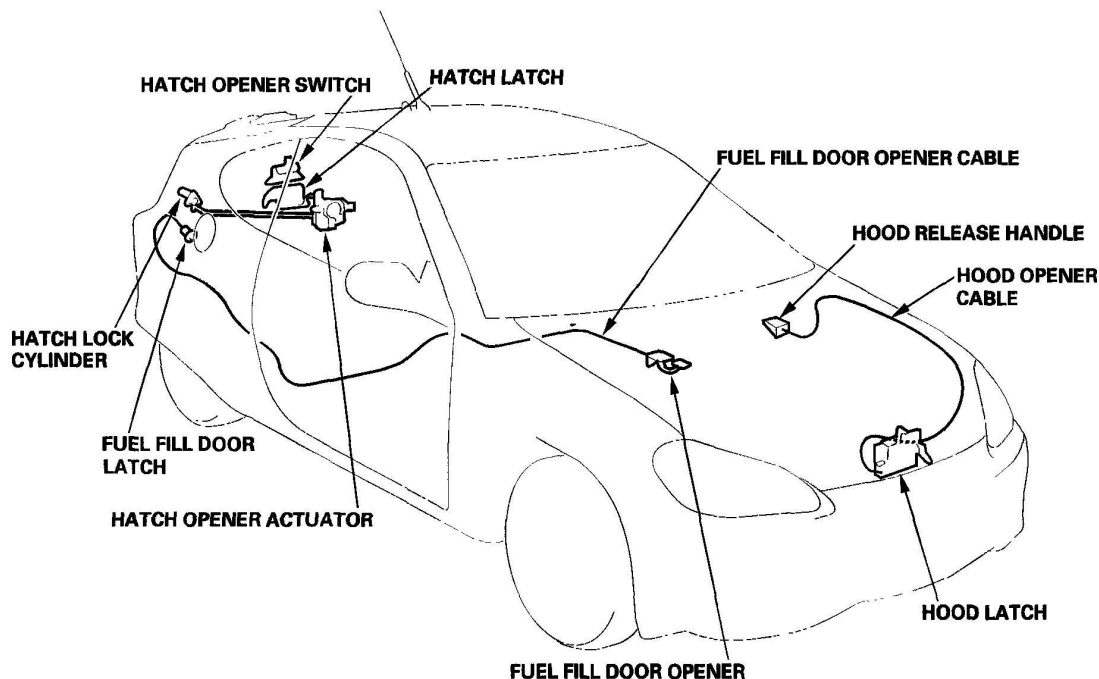 HATCH OPENER SWITCH
HATCH LATCH
FUEL FILL DOOR OPENER CABLE
HOOD RELEASE HANDLE
HOOD OPENER
CABLE
HATCH LOCK
CYLINDER
FUEL FILL DOOR
LATCH
HATCH OPENER ACTUATOR
HOOD LATCH
FUEL FILL DOOR OPENER